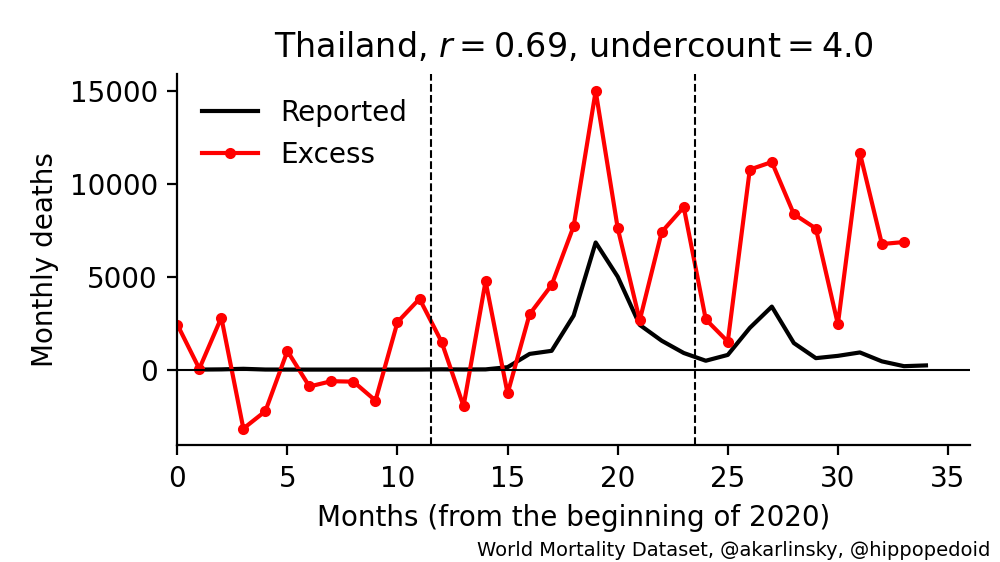 Thailand, r = 0.69, undercount = 4.0
15000
10000
5000
0
Monthly deaths
Reported
Excess
0 5 10 15 20 25 30 35
Months (from the beginning of 2020)
World Mortality Dataset, @akarlinsky, @hippopedoid